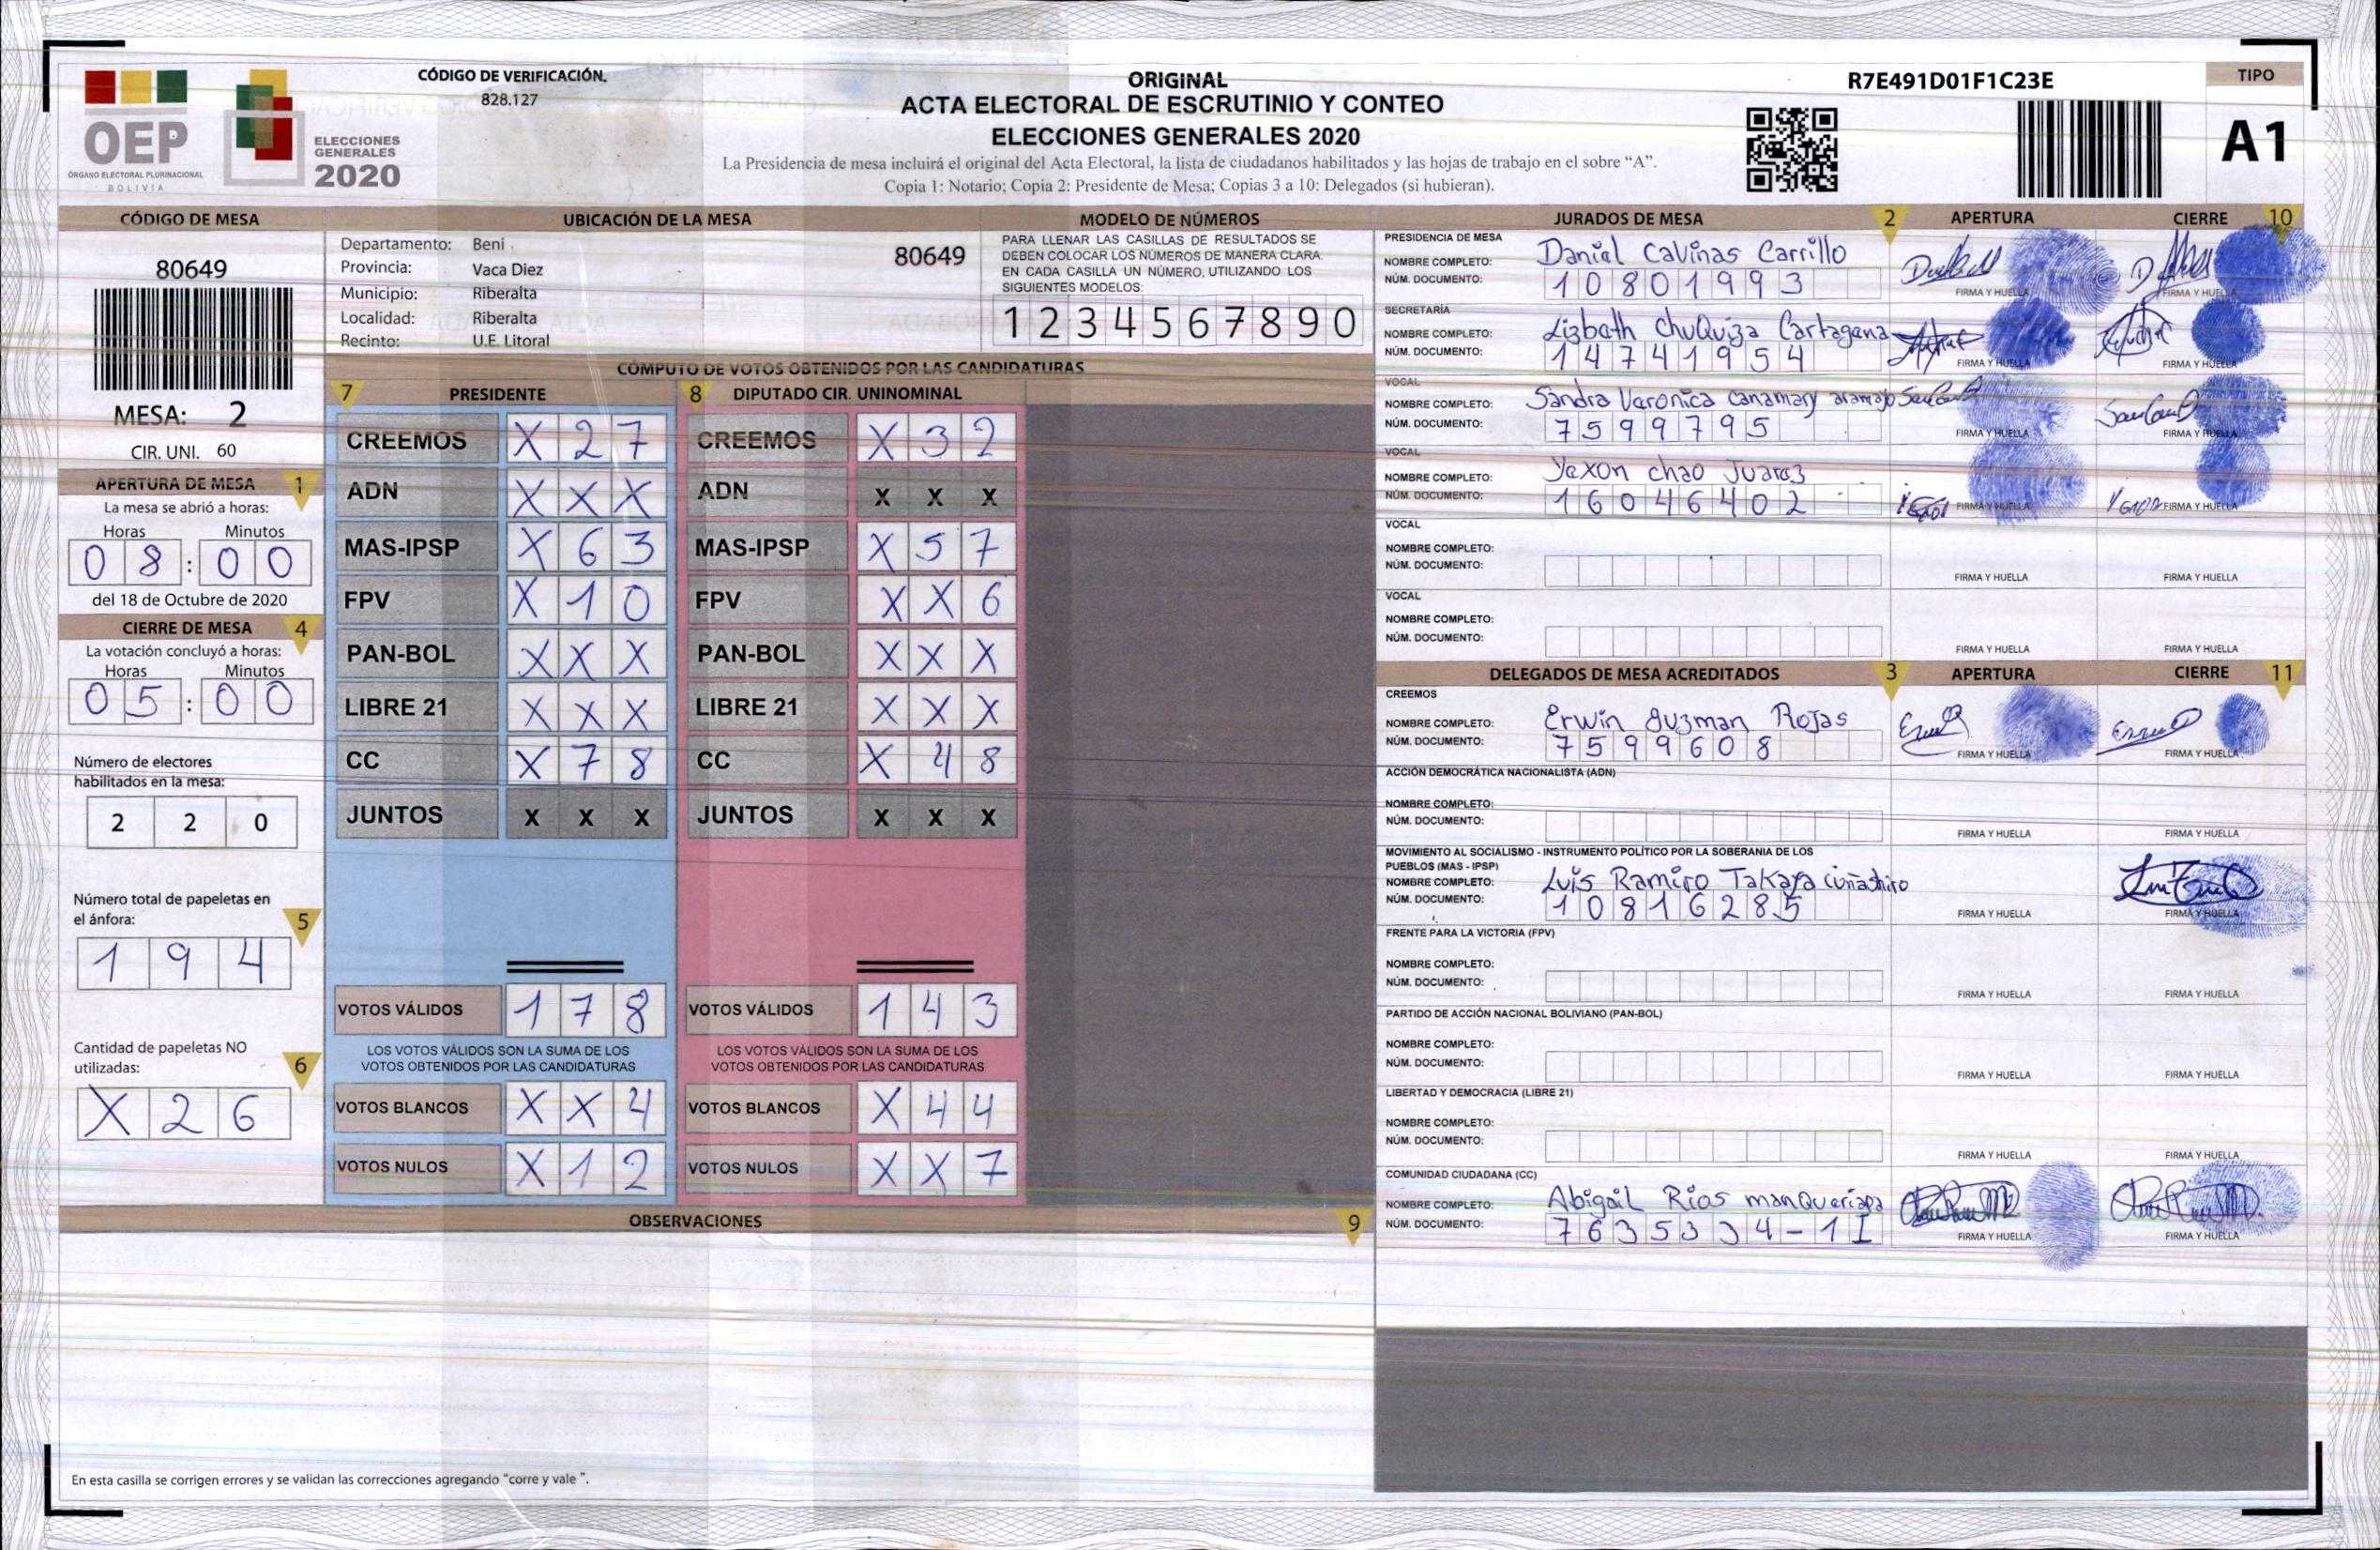 CÓDIGO DE VERIFICACIÓN.
828.127
OEP
ÓRGANO ELECTORAL PLURINACIONAL
BOLIVIA
ELECCIONES
GENERALES
2020
ORIGINAL
ACTA ELECTORAL DE ESCRUTINIO Y CONTEO
ELECCIONES GENERALES 2020
La Presidencia de mesa incluirá el original del Acta Electoral, la lista de ciudadanos habilitados y las hojas de trabajo en el sobre “A”.
Copia 1: Notario; Copia 2: Presidente de Mesa; Copias 3 a 10: Delegados (si hubieran).
R7E491D01F1C23E
TIPO
A1
CÓDIGO DE MESA
80649
MESA: 2
CIR. UNI. 60
UBICACIÓN DE LA MESA
Departamento: Beni
Provincia: Vaca Diez
Municipio: Riberalta
Localidad: Riberalta
Recinto: U.E. Litoral
80649
MODELO DE NÚMEROS
PARA LLENAR LAS CASILLAS DE RESULTADOS SE
DEBEN COLOCAR LOS NÚMEROS DE MANERA CLARA.
EN CADA CASILLA UN NÚMERO, UTILIZANDO LOS
SIGUIENTES MODELOS:
1 2 3 4 5 6 7 8 9 0
APERTURA DE MESA 1
La mesa se abrió a horas:
Horas Minutos
0 8 : 0 0
del 18 de Octubre de 2020
CIERRE DE MESA 4
La votación concluyó a horas:
Horas Minutos
0 5 : 0 0
Número de electores
habilitados en la mesa:
2 2 0
Número total de papeletas en
el ánfora: 5
1 9 4
Cantidad de papeletas NO
utilizadas: 6
X 2 6
CÓMPUTO DE VOTOS OBTENIDOS POR LAS CANDIDATURAS
7 PRESIDENTE
CREEMOS X 2 7
ADN X X X
MAS-IPSP X 6 3
FPV X 1 0
PAN-BOL X X X
LIBRE 21 X X X
CC X 7 8
JUNTOS X X X
VOTOS VÁLIDOS 1 7 8
LOS VOTOS VÁLIDOS SON LA SUMA DE LOS
VOTOS OBTENIDOS POR LAS CANDIDATURAS
VOTOS BLANCOS X X 4
VOTOS NULOS X 1 2
8 DIPUTADO CIR. UNINOMINAL
CREEMOS X 3 2
ADN X X X
MAS-IPSP X 5 7
FPV X X 6
PAN-BOL X X X
LIBRE 21 X X X
CC X 4 8
JUNTOS X X X
VOTOS VÁLIDOS 1 4 3
LOS VOTOS VÁLIDOS SON LA SUMA DE LOS
VOTOS OBTENIDOS POR LAS CANDIDATURAS
VOTOS BLANCOS X 4 4
VOTOS NULOS X X 7
OBSERVACIONES 9
En esta casilla se corrigen errores y se validan las correcciones agregando “corre y vale ”.
JURADOS DE MESA 2 APERTURA CIERRE 10
PRESIDENCIA DE MESA
NOMBRE COMPLETO: Danial Caviñas Carrillo
NÚM. DOCUMENTO: 1 0 8 0 1 9 9 3
FIRMA Y HUELLA FIRMA Y HUELLA
SECRETARÍA
NOMBRE COMPLETO: Lizbath Chuquiza Cartagana
NÚM. DOCUMENTO: 1 4 7 4 1 9 5 4
FIRMA Y HUELLA FIRMA Y HUELLA
VOCAL
NOMBRE COMPLETO: Sandra Varonica Canamary
NÚM. DOCUMENTO: 7 5 9 9 7 9 5
FIRMA Y HUELLA FIRMA Y HUELLA
VOCAL
NOMBRE COMPLETO: Yaxon Chao Juarez
NÚM. DOCUMENTO: 1 6 0 4 6 4 0 2
FIRMA Y HUELLA FIRMA Y HUELLA
VOCAL
NOMBRE COMPLETO:
NÚM. DOCUMENTO:
FIRMA Y HUELLA FIRMA Y HUELLA
VOCAL
NOMBRE COMPLETO:
NÚM. DOCUMENTO:
FIRMA Y HUELLA FIRMA Y HUELLA
DELEGADOS DE MESA ACREDITADOS 3 APERTURA CIERRE 11
CREEMOS
NOMBRE COMPLETO: Erwin Guzman Rojas
NÚM. DOCUMENTO: 7 5 9 9 6 0 8
FIRMA Y HUELLA FIRMA Y HUELLA
ACCIÓN DEMOCRÁTICA NACIONALISTA (ADN)
NOMBRE COMPLETO:
NÚM. DOCUMENTO:
FIRMA Y HUELLA FIRMA Y HUELLA
MOVIMIENTO AL SOCIALISMO - INSTRUMENTO POLÍTICO POR LA SOBERANIA DE LOS
PUEBLOS (MAS - IPSP)
NOMBRE COMPLETO: Luis Ramiro Takaya
NÚM. DOCUMENTO: 1 0 8 1 6 2 8 5
FIRMA Y HUELLA FIRMA Y HUELLA
FRENTE PARA LA VICTORIA (FPV)
NOMBRE COMPLETO:
NÚM. DOCUMENTO:
FIRMA Y HUELLA FIRMA Y HUELLA
PARTIDO DE ACCIÓN NACIONAL BOLIVIANO (PAN-BOL)
NOMBRE COMPLETO:
NÚM. DOCUMENTO:
FIRMA Y HUELLA FIRMA Y HUELLA
LIBERTAD Y DEMOCRACIA (LIBRE 21)
NOMBRE COMPLETO:
NÚM. DOCUMENTO:
FIRMA Y HUELLA FIRMA Y HUELLA
COMUNIDAD CIUDADANA (CC)
NOMBRE COMPLETO: Abigail Rios
NÚM. DOCUMENTO: 7 6 3 5 3 3 4 - 1 I
FIRMA Y HUELLA FIRMA Y HUELLA